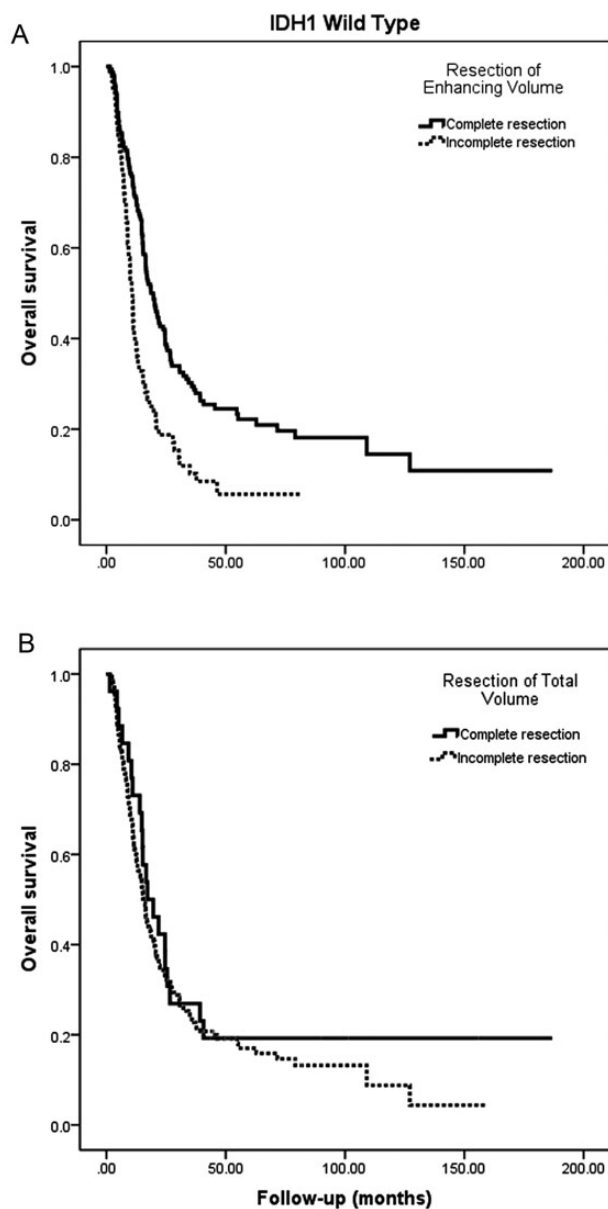 A
IDH1 Wild Type
Resection of
Enhancing Volume
Complete resection
Incomplete resection
Overall survival
1.0
0.8
0.6
0.4
0.2
0.0
.00
50.00
100.00
150.00
200.00
B
Resection of Total
Volume
Complete resection
Incomplete resection
Overall survival
1.0
0.8
0.6
0.4
0.2
0.0
.00
50.00
100.00
150.00
200.00
Follow-up (months)